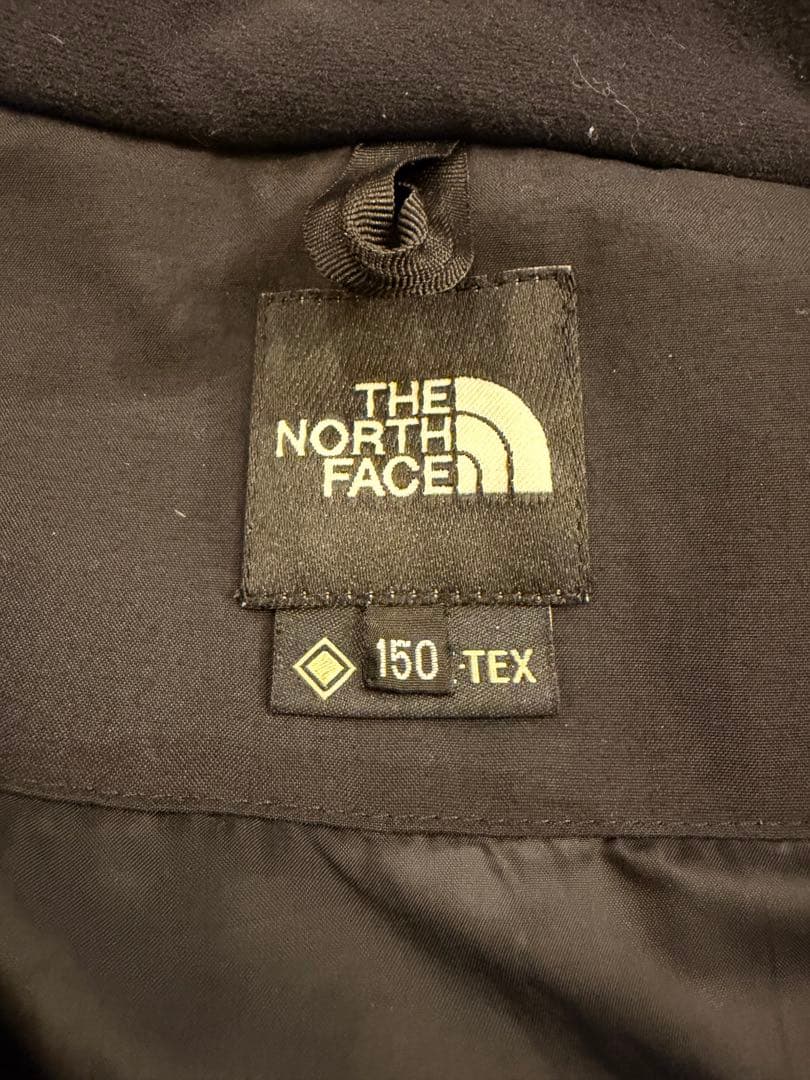 THE
NORTH
FACE
150 -TEX